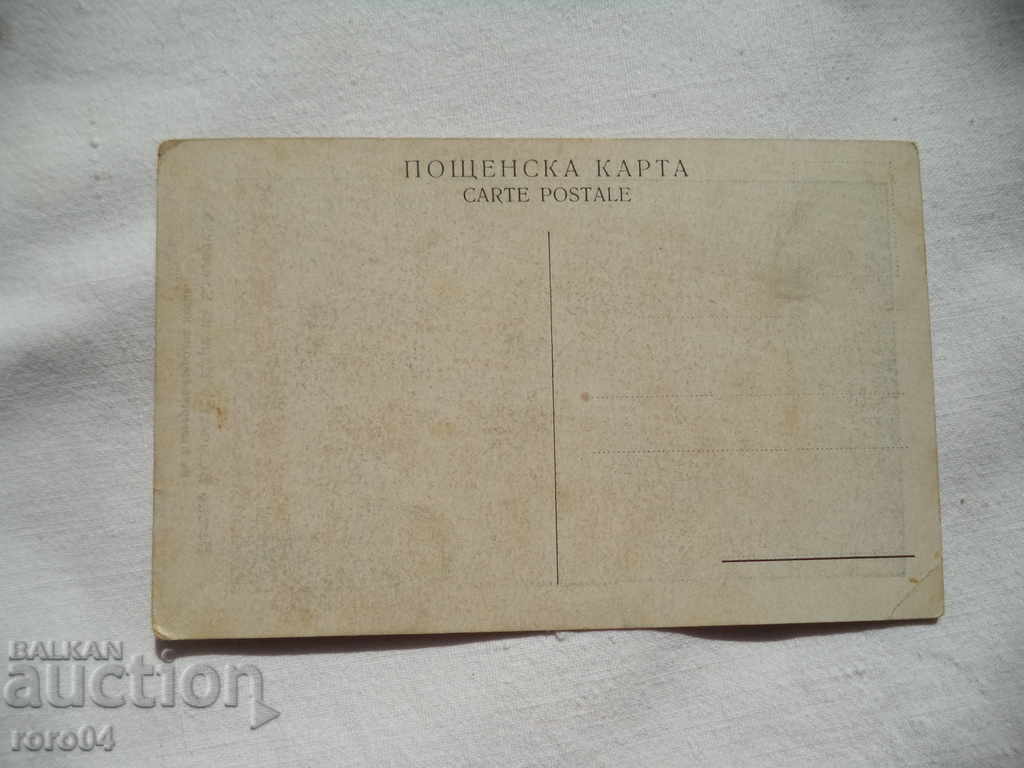 ПОЩЕНСКА КАРТА
CARTE POSTALE
BALKAN
auction
roro04